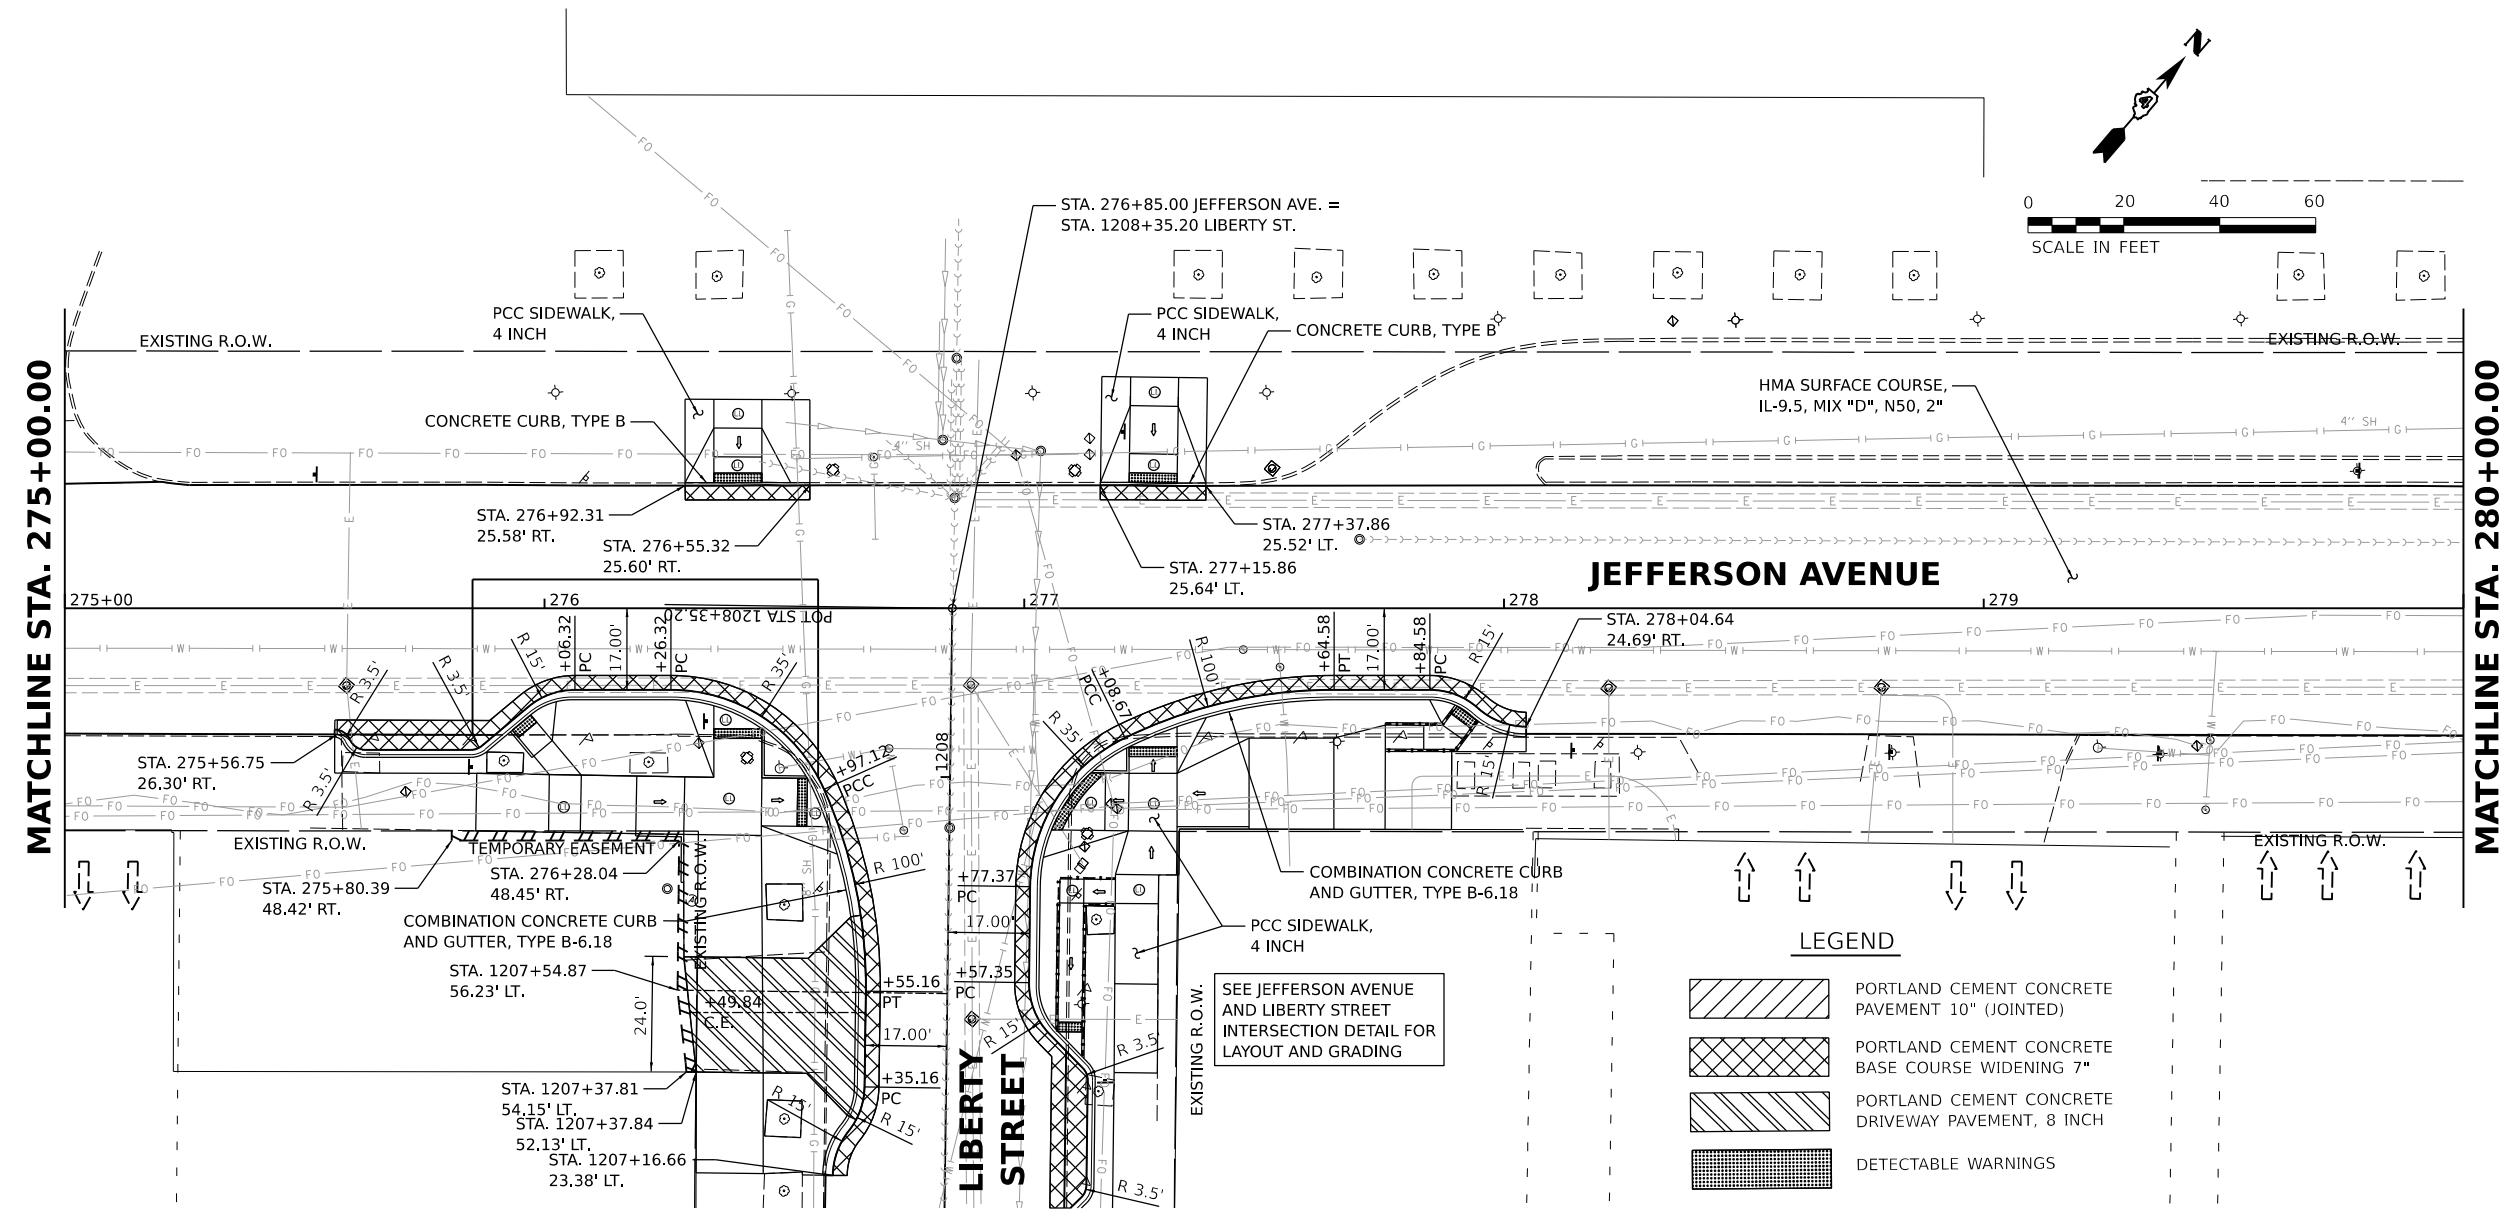 N
0 20 40 60
SCALE IN FEET
STA. 276+85.00 JEFFERSON AVE. =
STA. 1208+35.20 LIBERTY ST.
PCC SIDEWALK,
4 INCH
PCC SIDEWALK,
4 INCH
CONCRETE CURB, TYPE B
EXISTING R.O.W.
EXISTING R.O.W.
HMA SURFACE COURSE,
IL-9.5, MIX "D", N50, 2"
CONCRETE CURB, TYPE B
4'' SH
4'' SH
MATCHLINE STA. 275+00.00
MATCHLINE STA. 280+00.00
STA. 276+92.31
25.58' RT.
STA. 276+55.32
25.60' RT.
STA. 277+37.86
25.52' LT.
STA. 277+15.86
25.64' LT.
JEFFERSON AVENUE
275+00
276
277
278
279
POT STA 1208+35.20
STA. 278+04.64
24.69' RT.
R 3.5'
R 3.5'
R 15'
+06.32
PC
17.00'
+26.32
PC
R 35'
R 35'
+08.67
PCC
R 100'
+64.58
PT
17.00'
+84.58
PC
R 15'
R 15'
STA. 275+56.75
26.30' RT.
R 3.5'
+97.12
PCC
1208
EXISTING R.O.W.
TEMPORARY EASEMENT
EXISTING R.O.W.
STA. 275+80.39
48.42' RT.
STA. 276+28.04
48.45' RT.
EXISTING R.O.W.
R 100'
+77.37
PC
COMBINATION CONCRETE CURB
AND GUTTER, TYPE B-6.18
COMBINATION CONCRETE CURB
AND GUTTER, TYPE B-6.18
17.00'
PCC SIDEWALK,
4 INCH
STA. 1207+54.87
56.23' LT.
+55.16
PT
+57.35
PC
24.0'
+49.84
C.E.
17.00'
R 15'
R 3.5'
EXISTING R.O.W.
SEE JEFFERSON AVENUE
AND LIBERTY STREET
INTERSECTION DETAIL FOR
LAYOUT AND GRADING
STA. 1207+37.81
54.15' LT.
STA. 1207+37.84
52.13' LT.
STA. 1207+16.66
23.38' LT.
+35.16
PC
R 15'
R 15'
LIBERTY
STREET
R 3.5'
LEGEND
PORTLAND CEMENT CONCRETE
PAVEMENT 10" (JOINTED)
PORTLAND CEMENT CONCRETE
BASE COURSE WIDENING 7"
PORTLAND CEMENT CONCRETE
DRIVEWAY PAVEMENT, 8 INCH
DETECTABLE WARNINGS